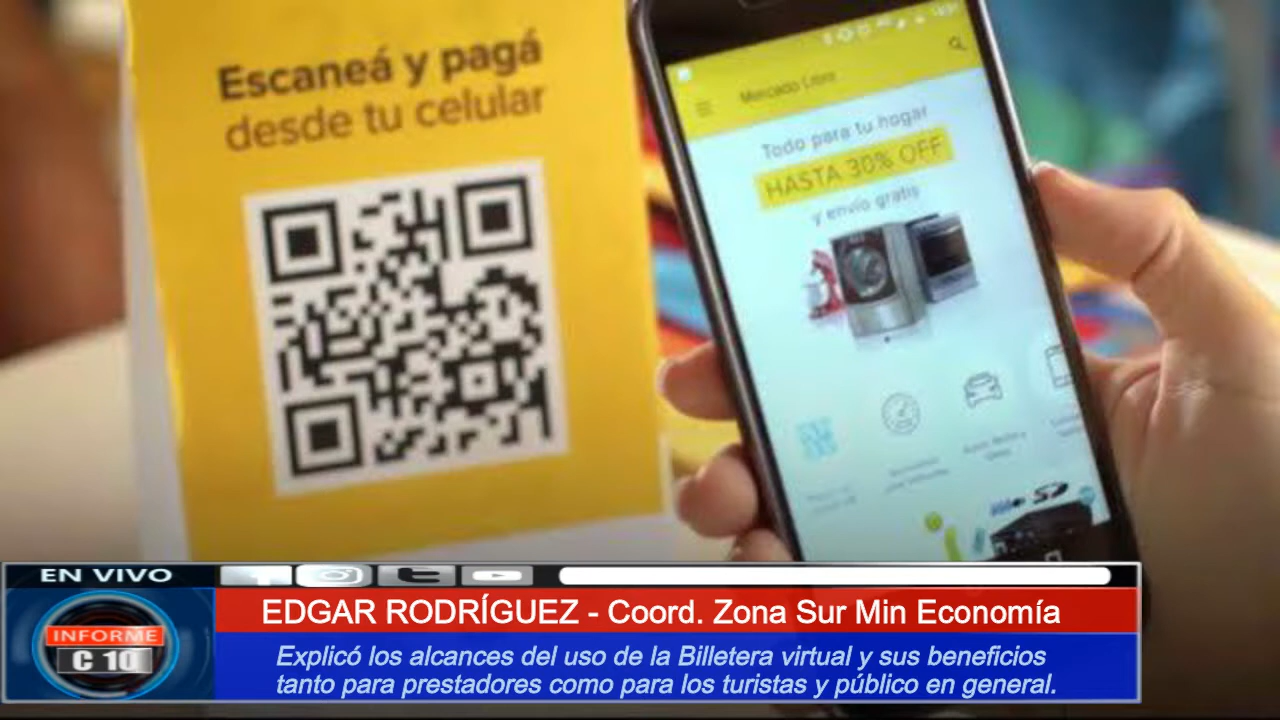 Escaneá y pagá
desde tu celular
Mercado Libre
Todo para tu hogar
HASTA 30% OFF
y envío gratis
EN VIVO
INFORME
C 10
EDGAR RODRÍGUEZ - Coord. Zona Sur Min Economía
Explicó los alcances del uso de la Billetera virtual y sus beneficios
tanto para prestadores como para los turistas y público en general.